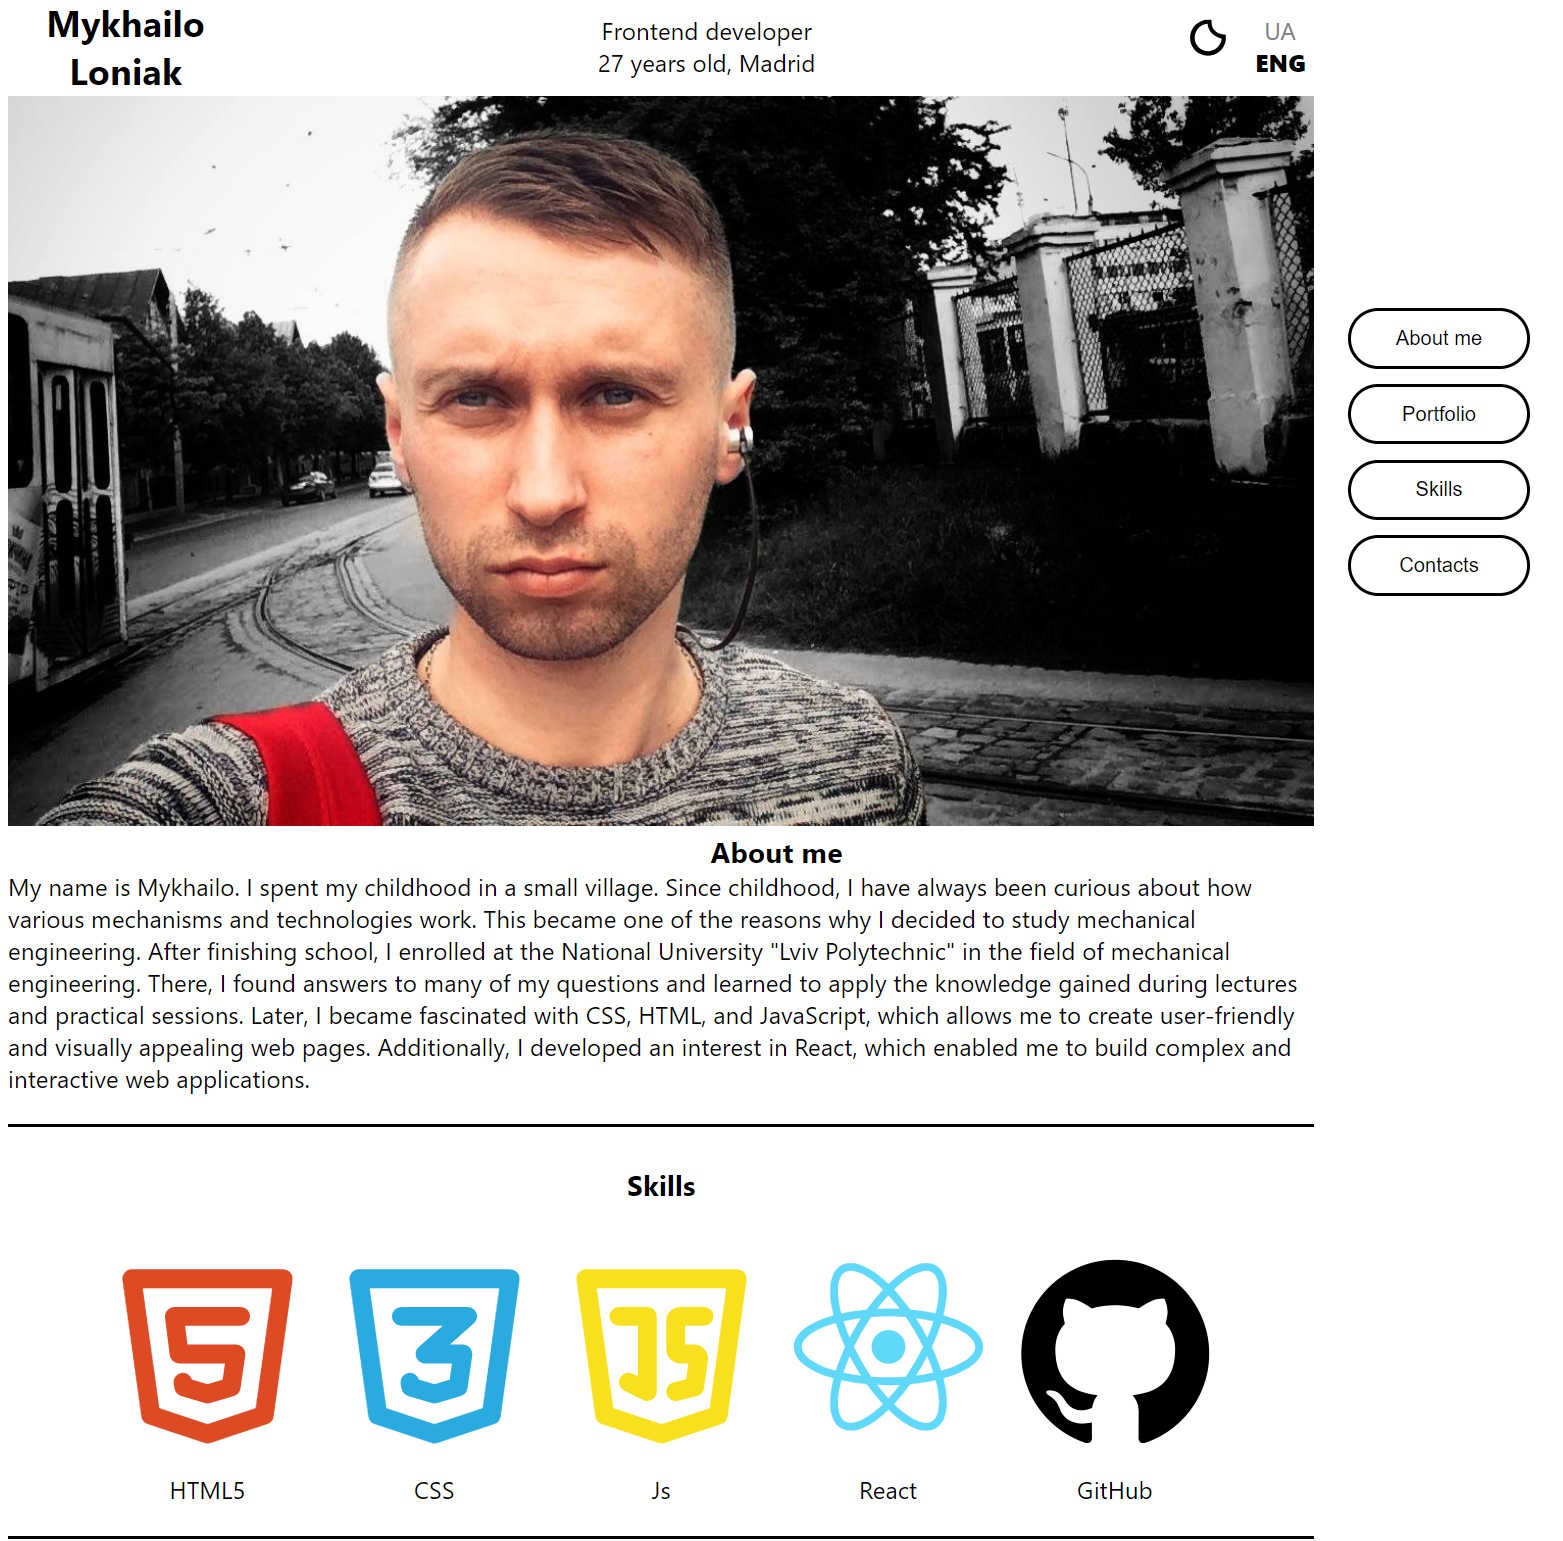 Mykhailo
Loniak
Frontend developer
27 years old, Madrid
UA
ENG
About me
Portfolio
Skills
Contacts
About me
My name is Mykhailo. I spent my childhood in a small village. Since childhood, I have always been curious about how
various mechanisms and technologies work. This became one of the reasons why I decided to study mechanical
engineering. After finishing school, I enrolled at the National University "Lviv Polytechnic" in the field of mechanical
engineering. There, I found answers to many of my questions and learned to apply the knowledge gained during lectures
and practical sessions. Later, I became fascinated with CSS, HTML, and JavaScript, which allows me to create user-friendly
and visually appealing web pages. Additionally, I developed an interest in React, which enabled me to build complex and
interactive web applications.
Skills
5
3
JS
HTML5
CSS
Js
React
GitHub